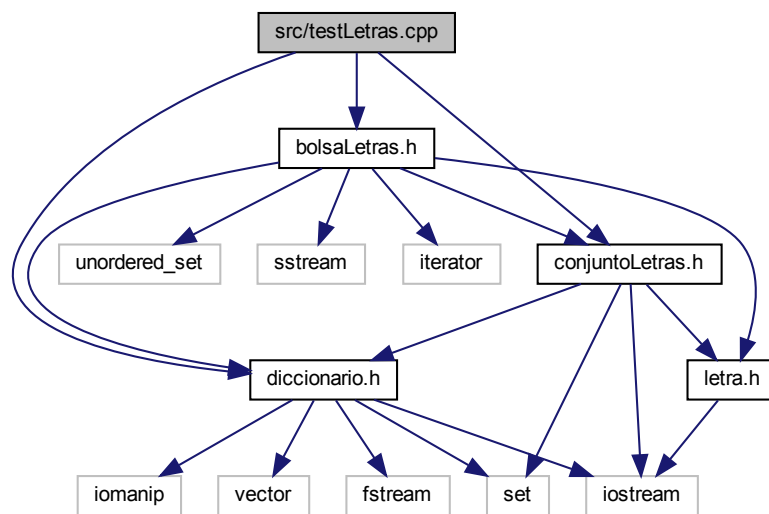 src/testLetras.cpp
bolsaLetras.h
unordered_set
sstream
iterator
conjuntoLetras.h
diccionario.h
letra.h
iomanip
vector
fstream
set
iostream